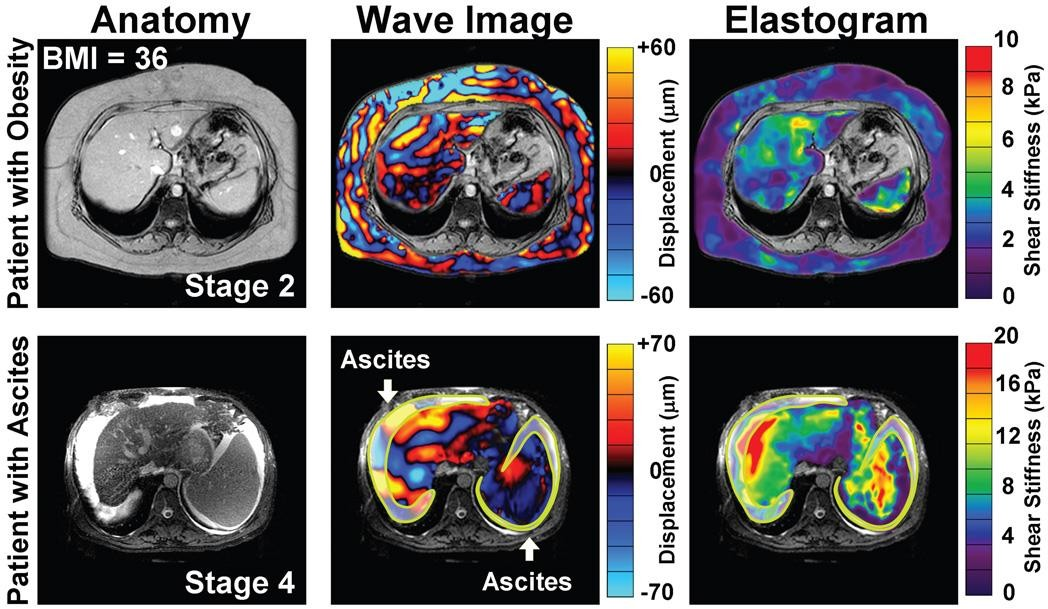 Anatomy
Wave Image
Elastogram
Patient with Obesity
BMI = 36
Stage 2
+60
0
-60
Displacement (μm)
10
8
6
4
2
0
Shear Stiffness (kPa)
Patient with Ascites
Stage 4
Ascites
Ascites
+70
0
-70
Displacement (μm)
20
16
12
8
4
0
Shear Stiffness (kPa)